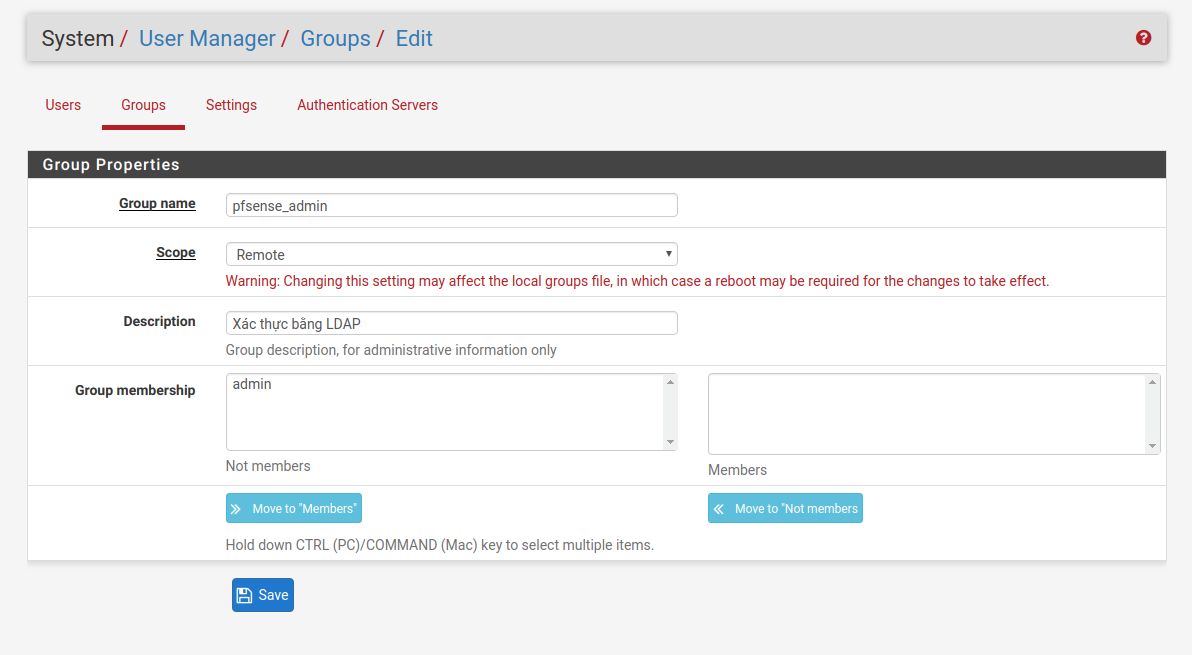 System / User Manager / Groups / Edit
Users Groups Settings Authentication Servers
Group Properties
Group name pfsense_admin
Scope Remote
Warning: Changing this setting may affect the local groups file, in which case a reboot may be required for the changes to take effect.
Description Xác thực bằng LDAP
Group description, for administrative information only
Group membership admin
Not members Members
Move to "Members" Move to "Not members
Hold down CTRL (PC)/COMMAND (Mac) key to select multiple items.
Save